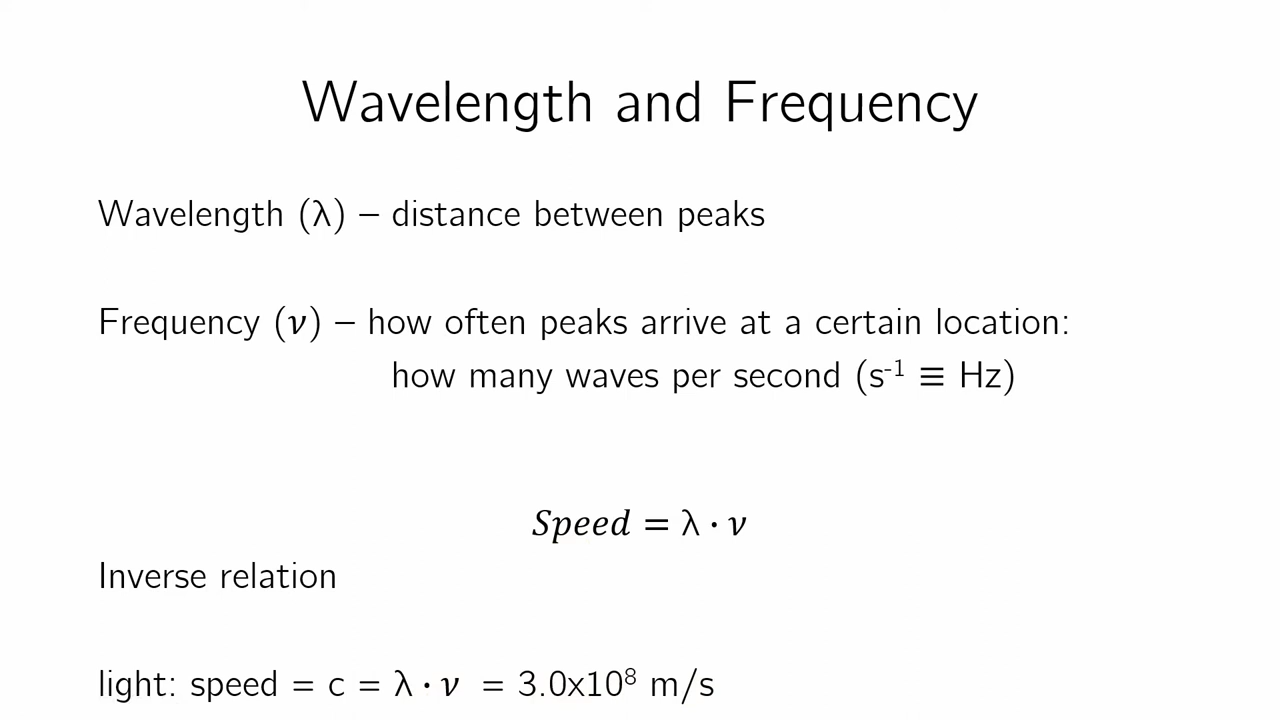 Wavelength and Frequency
Wavelength (λ) – distance between peaks
Frequency (ν) – how often peaks arrive at a certain location:
how many waves per second (s⁻¹ ≡ Hz)
Speed = λ · ν
Inverse relation
light: speed = c = λ · ν = 3.0x10⁸ m/s